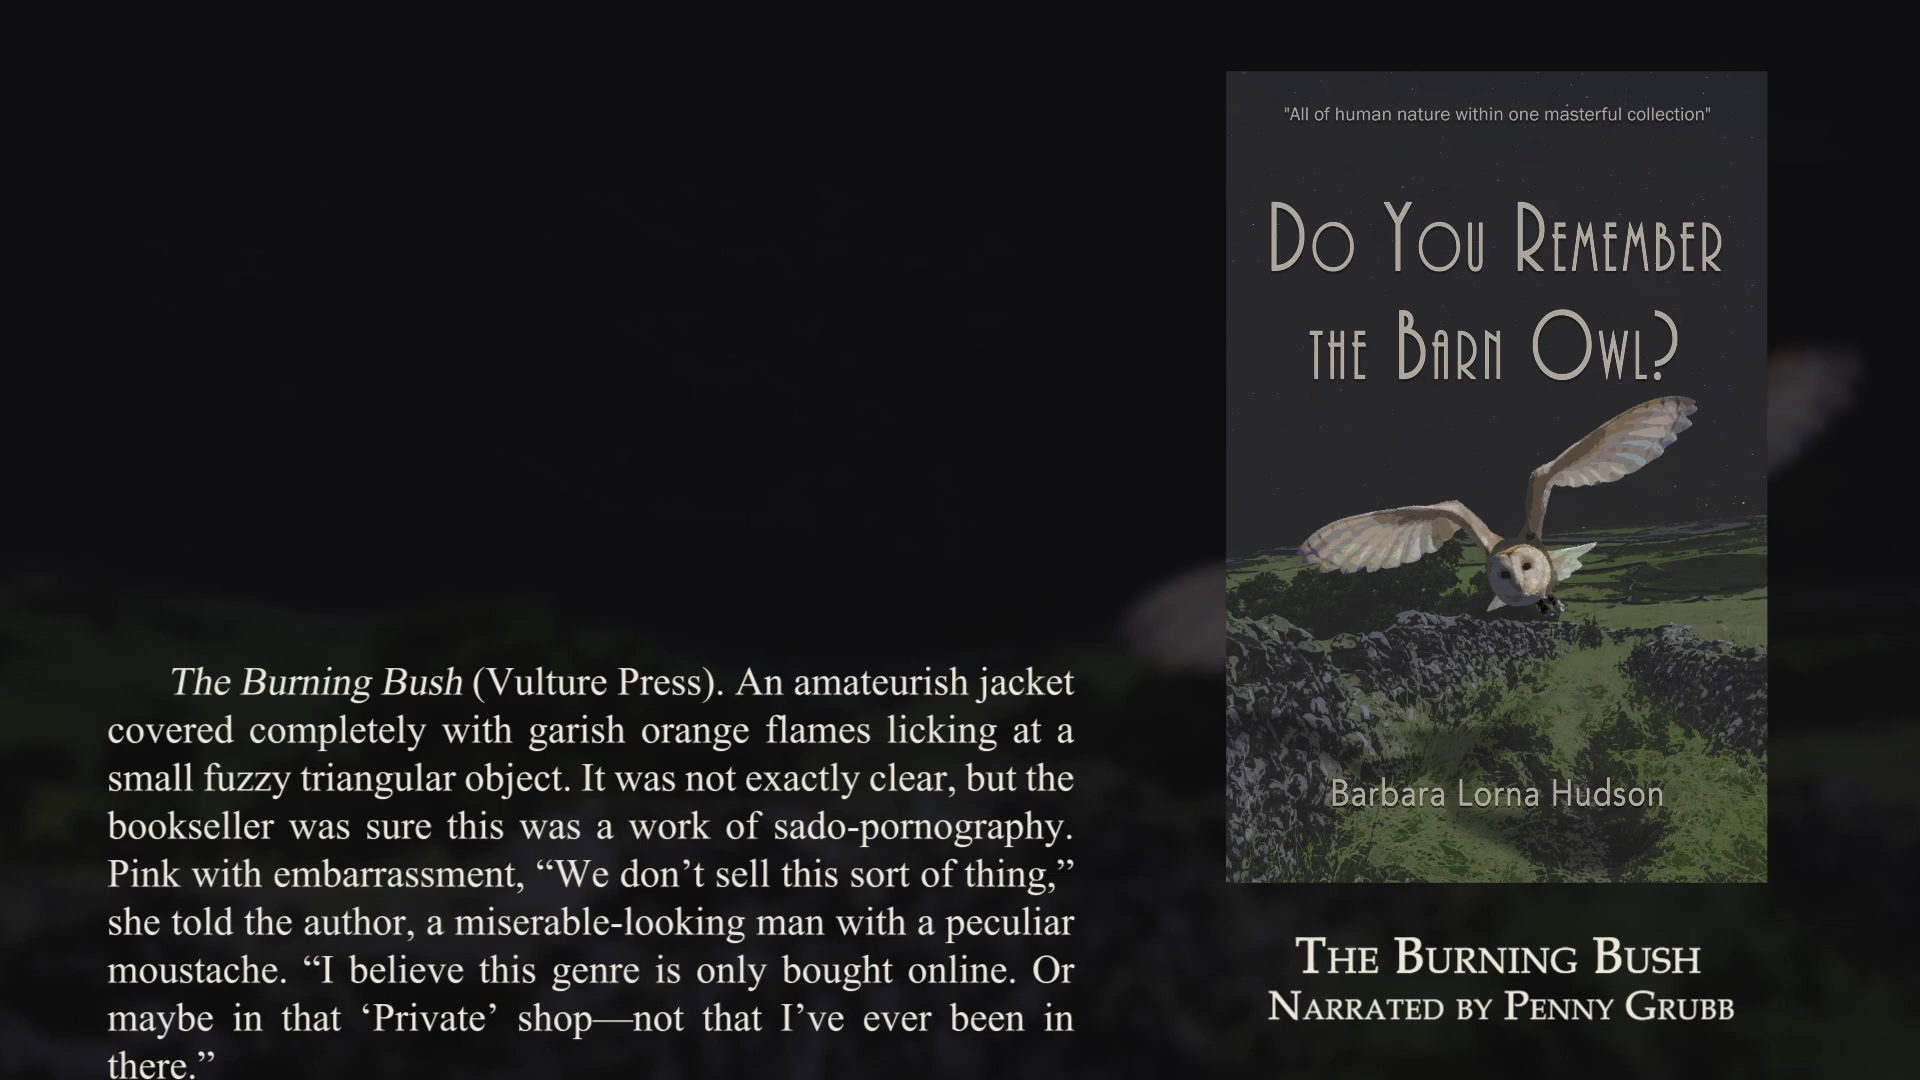 The Burning Bush (Vulture Press). An amateurish jacket
covered completely with garish orange flames licking at a
small fuzzy triangular object. It was not exactly clear, but the
bookseller was sure this was a work of sado-pornography.
Pink with embarrassment, “We don’t sell this sort of thing,”
she told the author, a miserable-looking man with a peculiar
moustache. “I believe this genre is only bought online. Or
maybe in that ‘Private’ shop—not that I’ve ever been in
there.”
"All of human nature within one masterful collection"
Do You Remember
the Barn Owl?
Barbara Lorna Hudson
The Burning Bush
Narrated by Penny Grubb